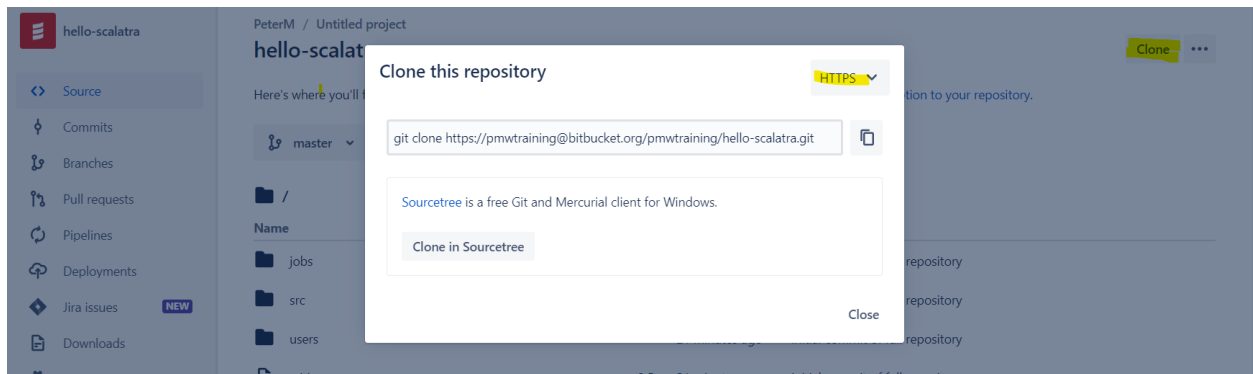 hello-scalatra
Source
Commits
Branches
Pull requests
Pipelines
Deployments
Jira issues NEW
Downloads
PeterM / Untitled project
hello-scalat
Clone
Here's where you'll f
tion to your repository.
master
/
Name
jobs
repository
src
repository
users
repository
Clone this repository
HTTPS
git clone https://pmwtraining@bitbucket.org/pmwtraining/hello-scalatra.git
Sourcetree is a free Git and Mercurial client for Windows.
Clone in Sourcetree
Close